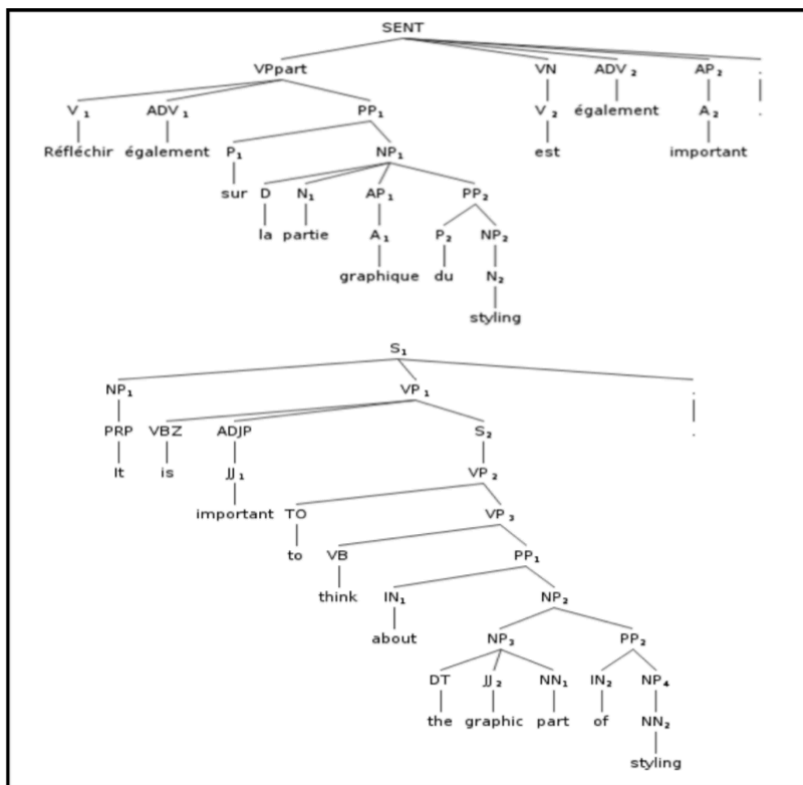 SENT
VPpart VN ADV₂ AP₂ .
V₁ ADV₁ PP₁ V₂ également A₂ .
Réfléchir également P₁ NP₁ est important
sur D N₁ AP₁ PP₂
la partie A₁ P₂ NP₂
graphique du N₂
styling
S₁
NP₁ VP₁ .
PRP VBZ ADJP S₂ .
It is JJ₁ VP₂
important TO VP₃
to VB PP₁
think IN₁ NP₂
about NP₃ PP₂
DT JJ₂ NN₁ IN₂ NP₄
the graphic part of NN₂
styling